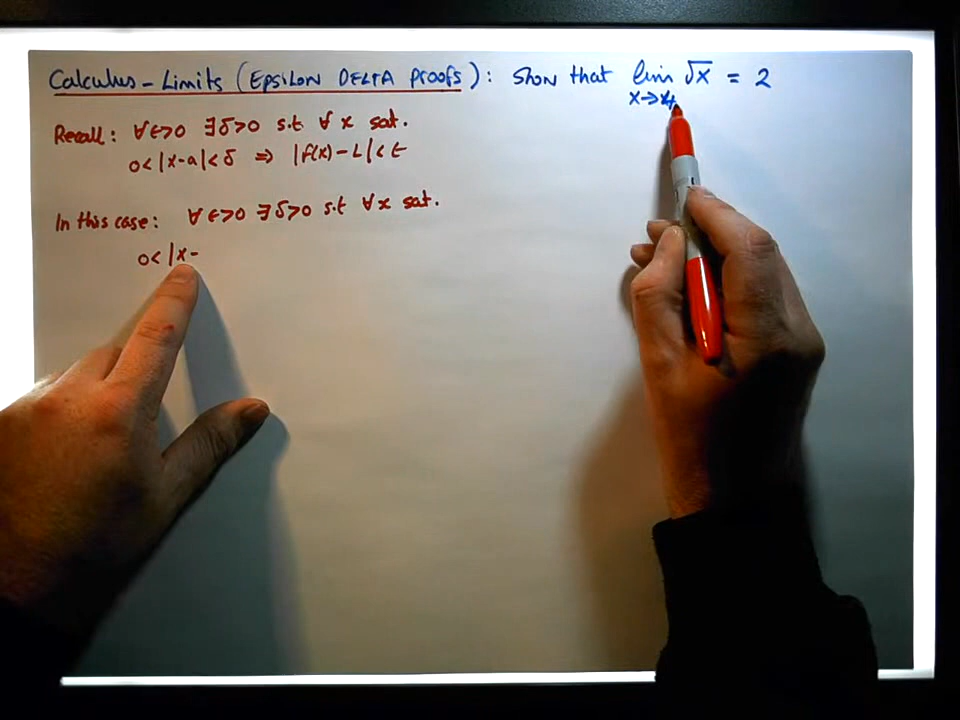 Calculus - Limits (EPSILON DELTA Proofs) : Show that lim √x = 2
x→4
Recall : ∀ε>0 ∃δ>0 s.t ∀ x sat.
0<|x-a|<δ ⇒ |f(x)-L|<ε
In this case : ∀ε>0 ∃δ>0 s.t ∀x sat.
0<|x-